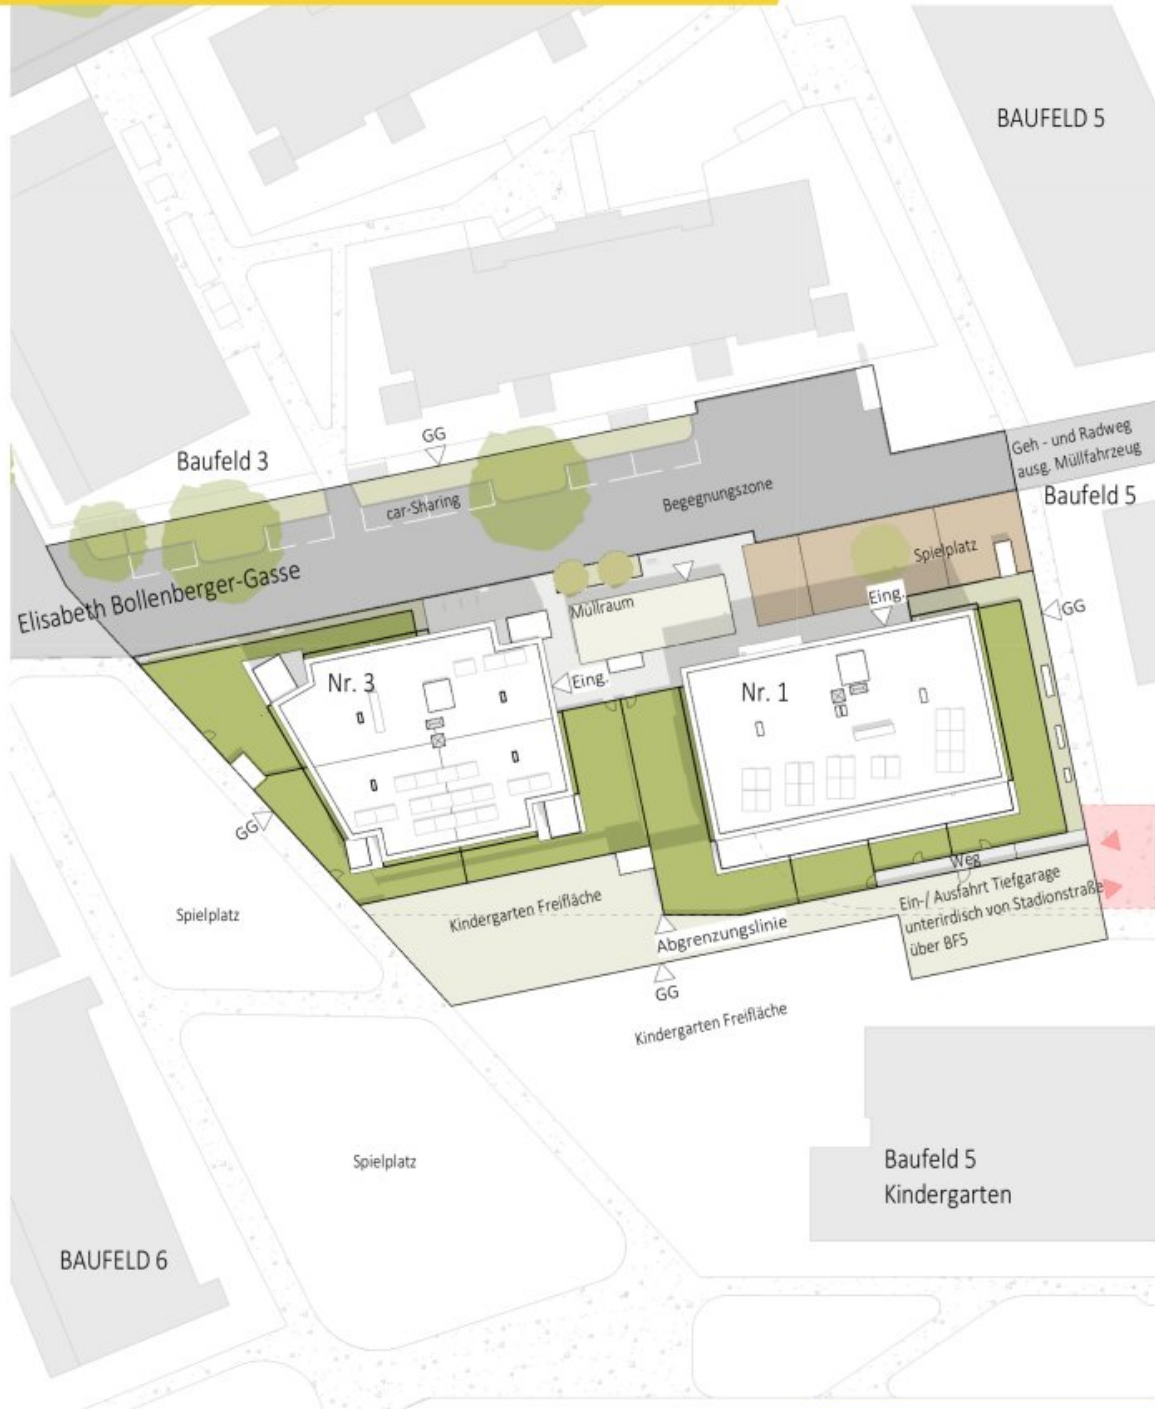 BAUFELD 5
GG
Baufeld 3
Geh - und Radweg
ausg. Müllfahrzeug
Baufeld 5
car-Sharing
Begegnungszone
Spielplatz
Elisabeth Bollenberger-Gasse
Müllraum
Eing.
GG
Nr. 3
Eing.
Nr. 1
GG
Weg
Ein-/ Ausfahrt Tiefgarage
unterirdisch von Stadionstraße
über BF5
Spielplatz
Kindergarten Freifläche
Abgrenzungslinie
GG
Kindergarten Freifläche
Spielplatz
Baufeld 5
Kindergarten
BAUFELD 6